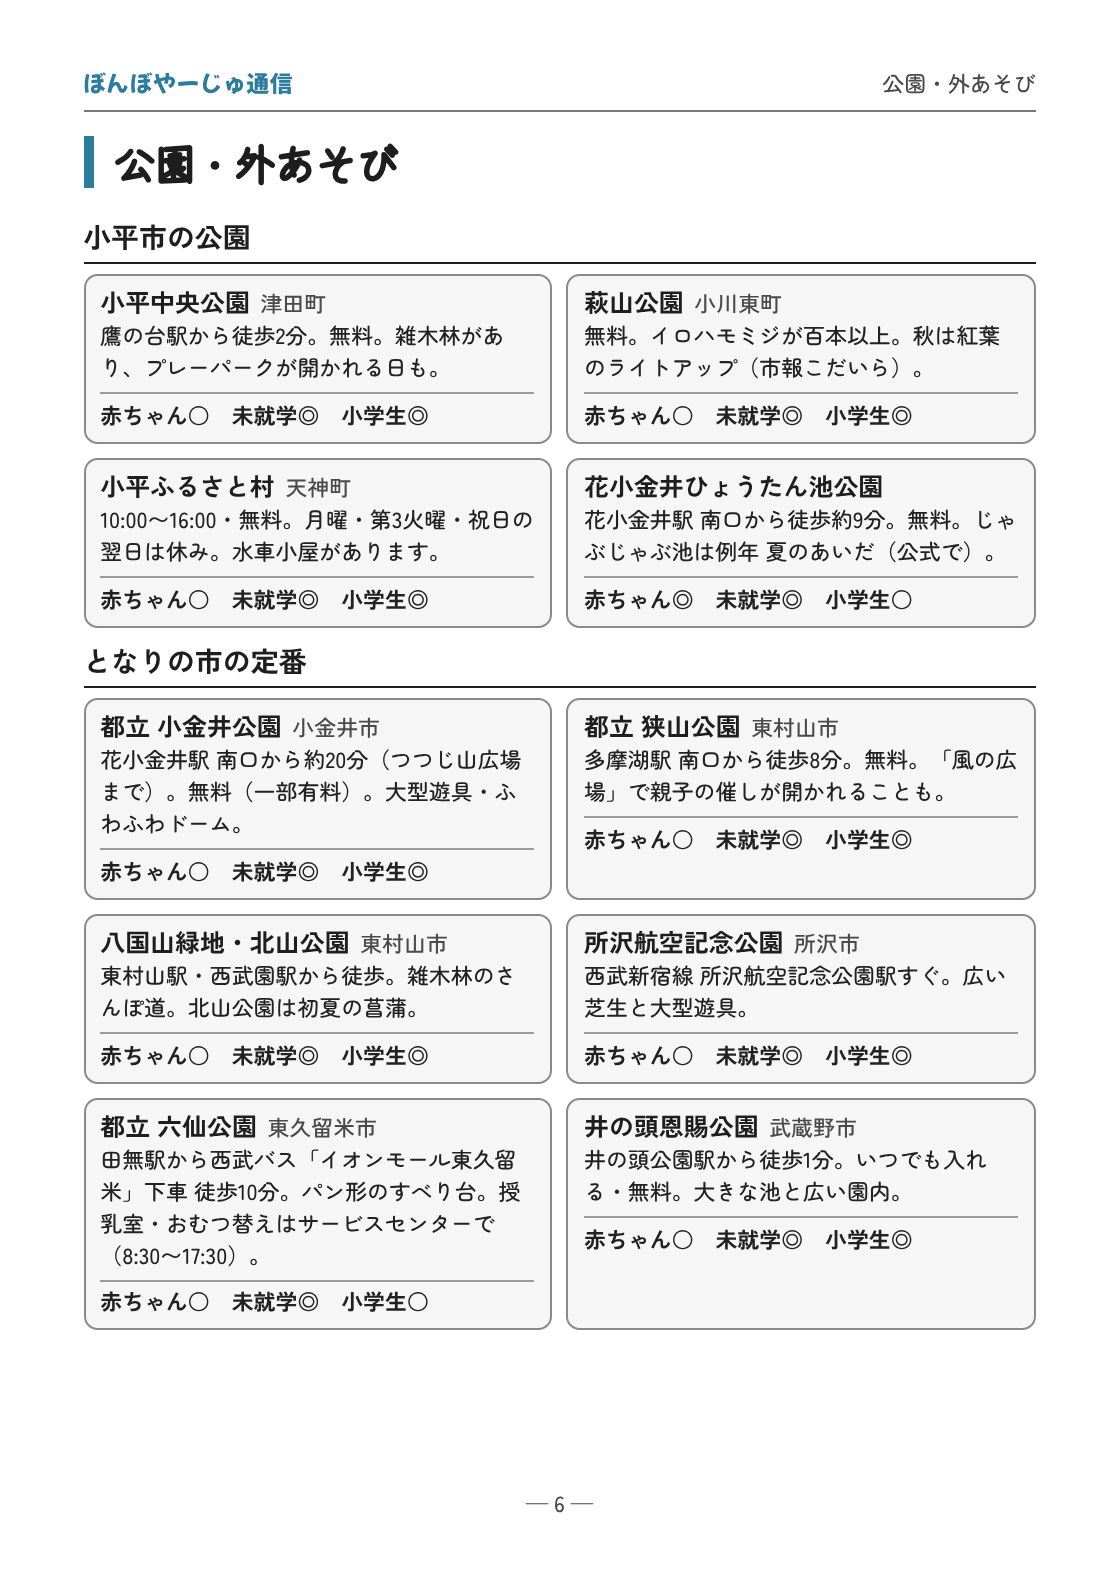 ぼんぼやーじゅ通信
公園・外あそび
公園・外あそび
小平市の公園
小平中央公園 津田町
鷹の台駅から徒歩2分。無料。雑木林があ
り、プレーパークが開かれる日も。
赤ちゃん○ 未就学◎ 小学生◎
萩山公園 小川東町
無料。イロハモミジが百本以上。秋は紅葉
のライトアップ（市報こだいら）。
赤ちゃん○ 未就学◎ 小学生◎
小平ふるさと村 天神町
10:00〜16:00・無料。月曜・第3火曜・祝日の
翌日は休み。水車小屋があります。
赤ちゃん○ 未就学◎ 小学生◎
花小金井ひょうたん池公園
花小金井駅 南口から徒歩約9分。無料。じゃ
ぶじゃぶ池は例年 夏のあいだ（公式で）。
赤ちゃん◎ 未就学◎ 小学生○
となりの市の定番
都立 小金井公園 小金井市
花小金井駅 南口から約20分（つつじ山広場
まで）。無料（一部有料）。大型遊具・ふ
わふわドーム。
赤ちゃん○ 未就学◎ 小学生◎
都立 狭山公園 東村山市
多摩湖駅 南口から徒歩8分。無料。「風の広
場」で親子の催しが開かれることも。
赤ちゃん○ 未就学◎ 小学生◎
八国山緑地・北山公園 東村山市
東村山駅・西武園駅から徒歩。雑木林のさ
んぽ道。北山公園は初夏の菖蒲。
赤ちゃん○ 未就学◎ 小学生◎
所沢航空記念公園 所沢市
西武新宿線 所沢航空記念公園駅すぐ。広い
芝生と大型遊具。
赤ちゃん○ 未就学◎ 小学生◎
都立 六仙公園 東久留米市
田無駅から西武バス「イオンモール東久留
米」下車 徒歩10分。パン形のすべり台。授
乳室・おむつ替えはサービスセンターで
（8:30〜17:30）。
赤ちゃん○ 未就学◎ 小学生○
井の頭恩賜公園 武蔵野市
井の頭公園駅から徒歩1分。いつでも入れ
る・無料。大きな池と広い園内。
赤ちゃん○ 未就学◎ 小学生◎
― 6 ―